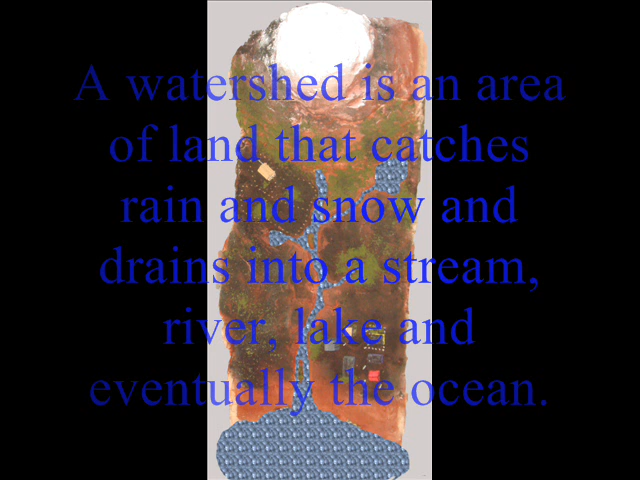 A watershed is an area
of land that catches
rain and snow and
drains into a stream,
river, lake and
eventually the ocean.